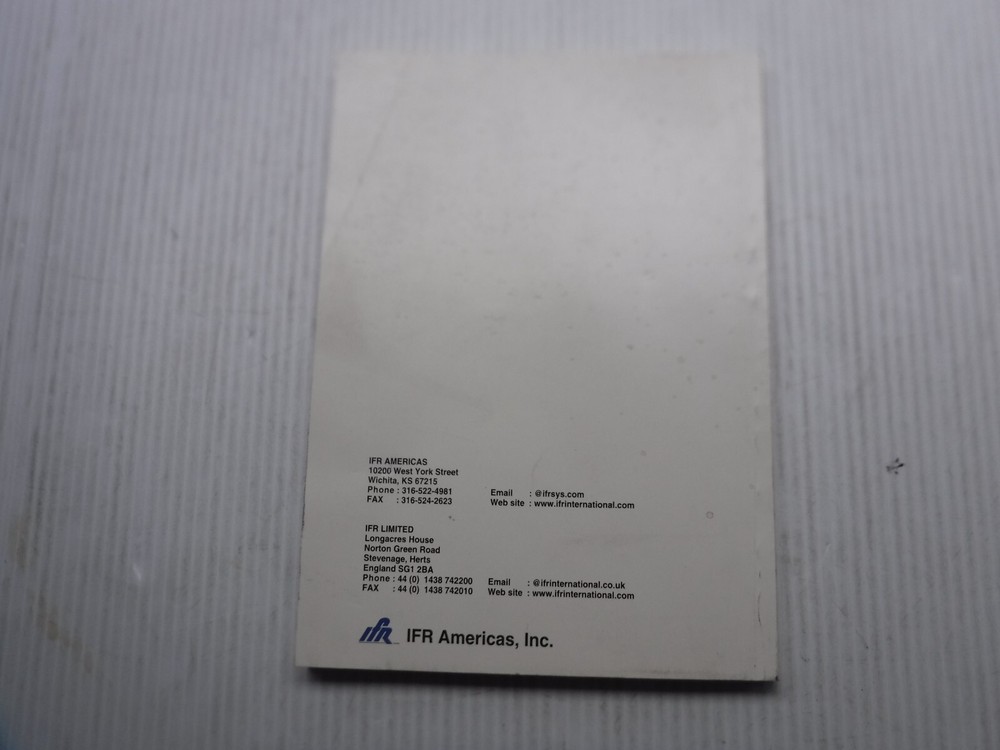 IFR AMERICAS
10200 West York Street
Wichita, KS 67215
Phone : 316-522-4981
FAX : 316-524-2623
Email : @ifrsys.com
Web site : www.ifrinternational.com
IFR LIMITED
Longacres House
Norton Green Road
Stevenage, Herts
England SG1 2BA
Phone : 44 (0) 1438 742200
FAX : 44 (0) 1438 742010
Email : @ifrinternational.co.uk
Web site : www.ifrinternational.com
ifr IFR Americas, Inc.